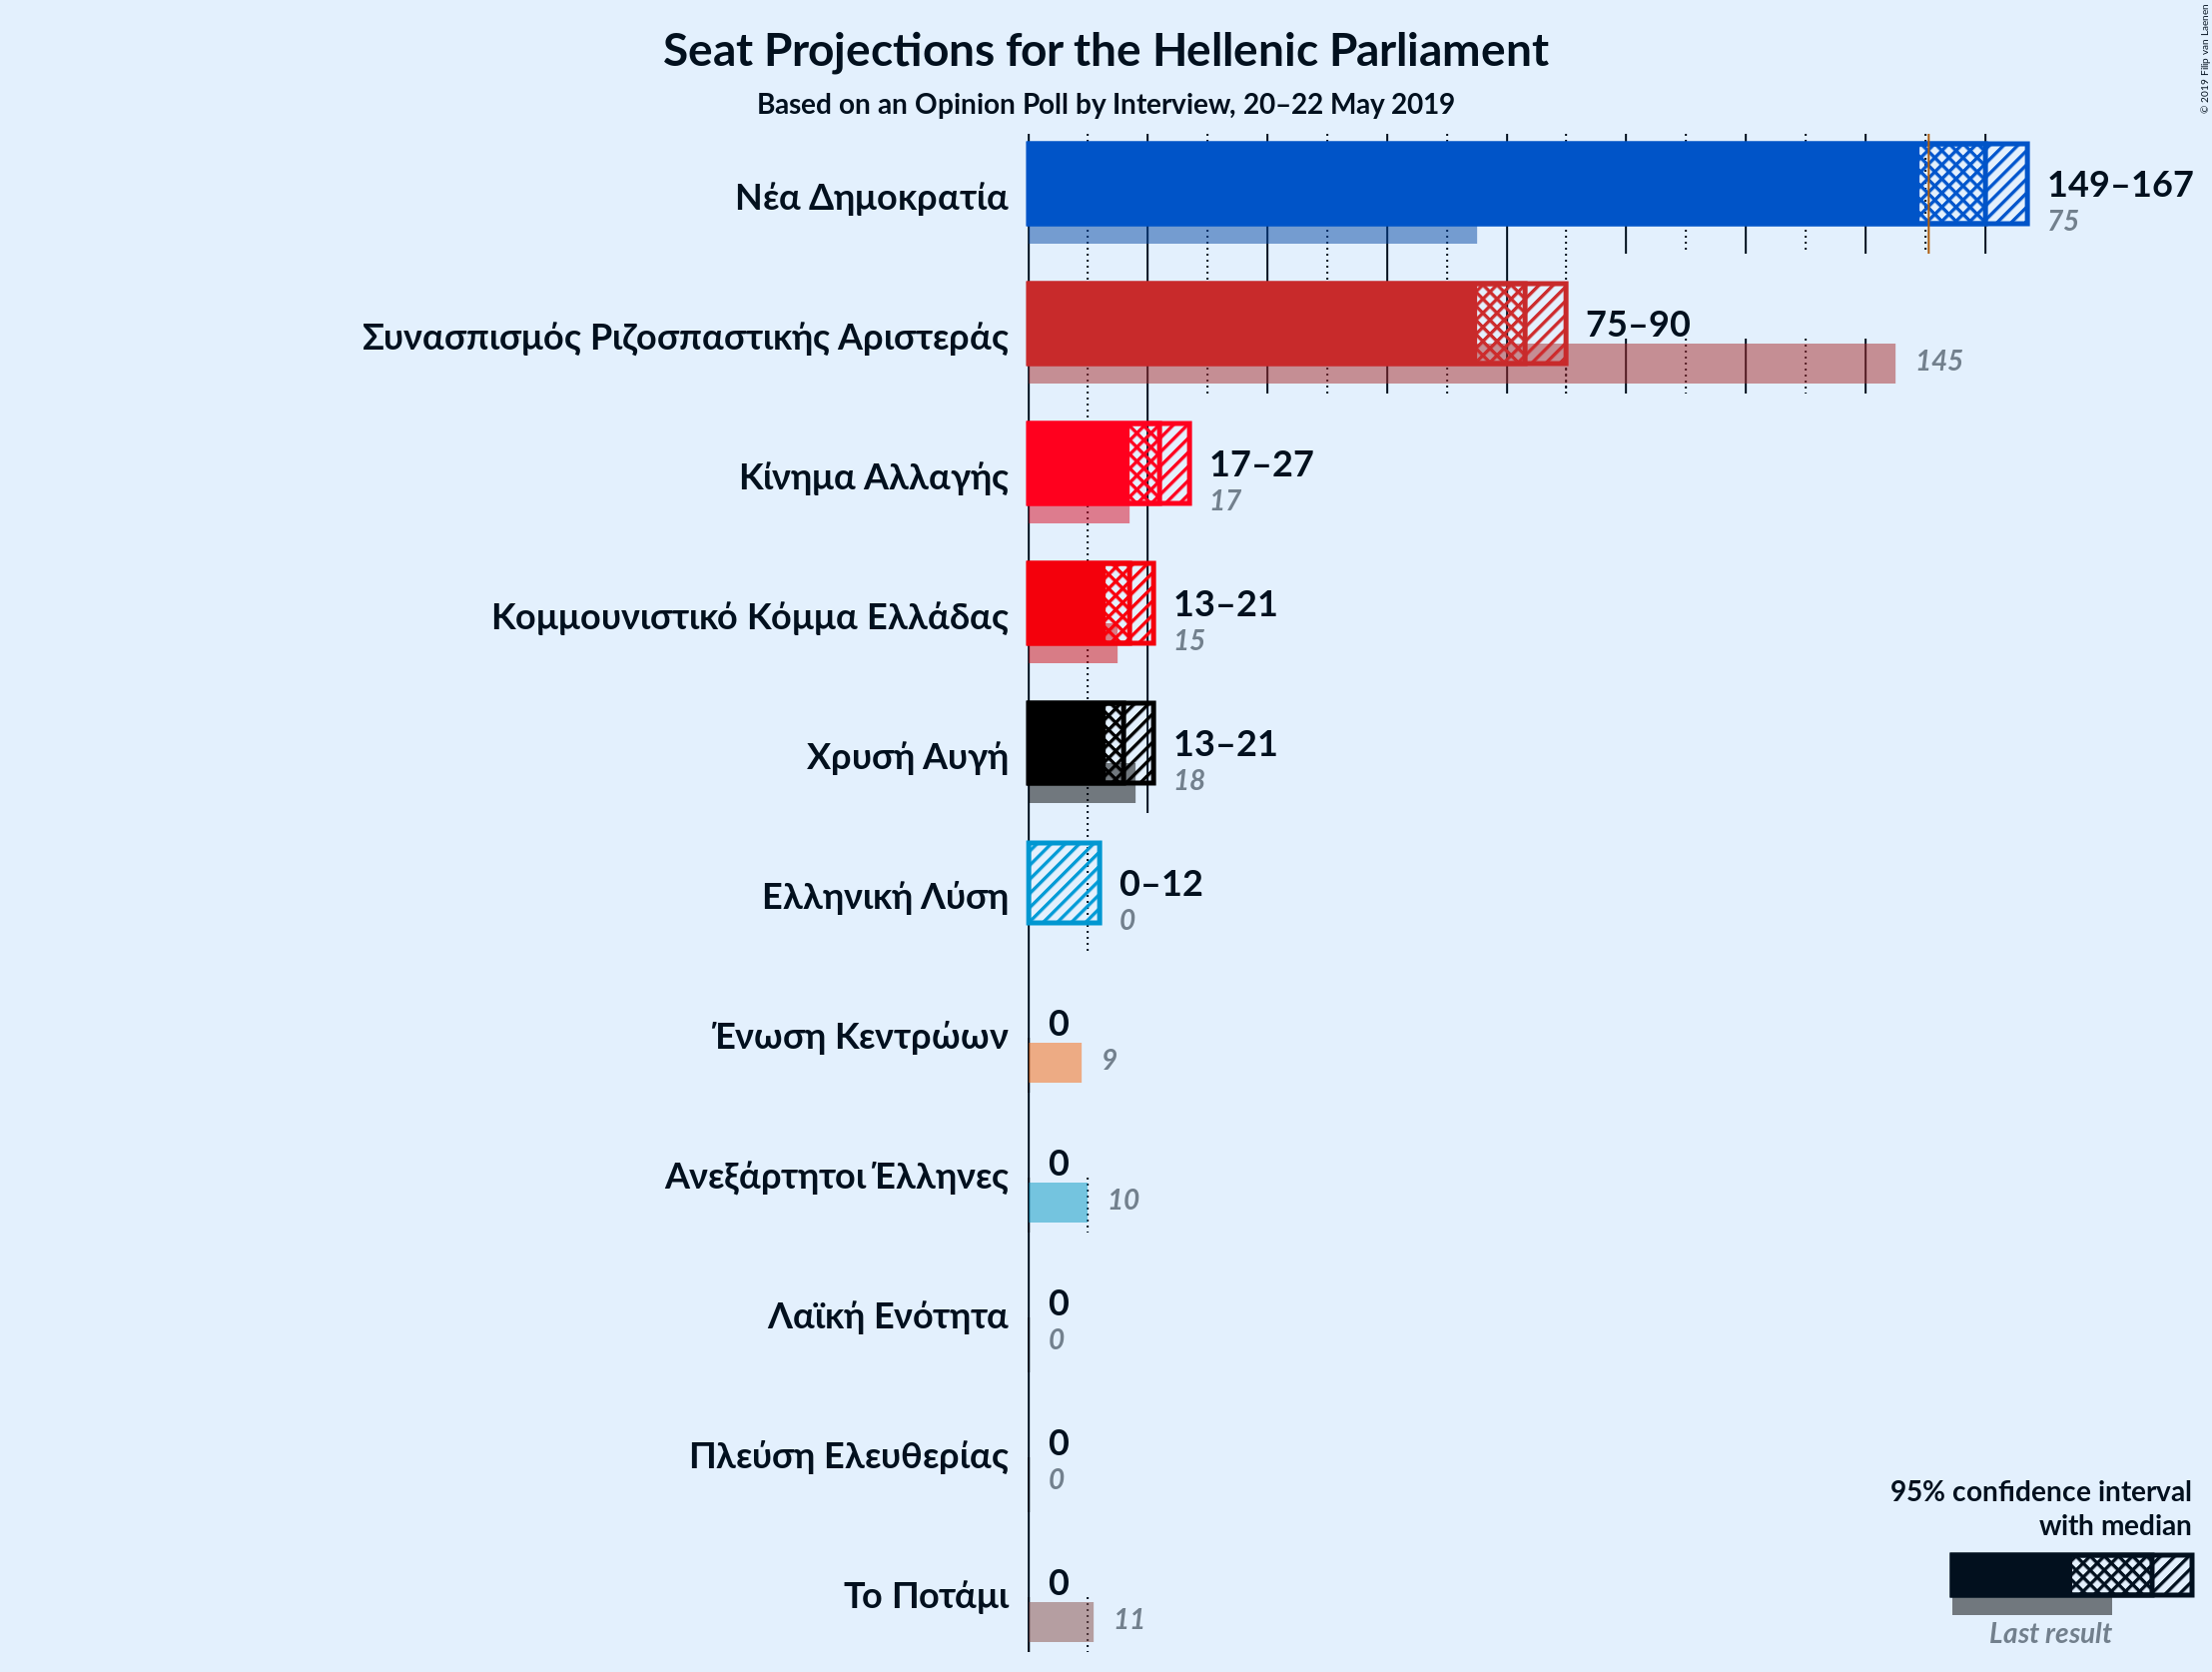 © 2019 Filip van Laenen
Seat Projections for the Hellenic Parliament
Based on an Opinion Poll by Interview, 20–22 May 2019
Νέα Δημοκρατία
149–167
75
Συνασπισμός Ριζοσπαστικής Αριστεράς
75–90
145
Κίνημα Αλλαγής
17–27
17
Κομμουνιστικό Κόμμα Ελλάδας
13–21
15
Χρυσή Αυγή
13–21
18
Ελληνική Λύση
0–12
0
Ένωση Κεντρώων
0
9
Ανεξάρτητοι Έλληνες
0
10
Λαϊκή Ενότητα
0
0
Πλεύση Ελευθερίας
0
0
Το Ποτάμι
0
11
95% confidence interval
with median
Last result